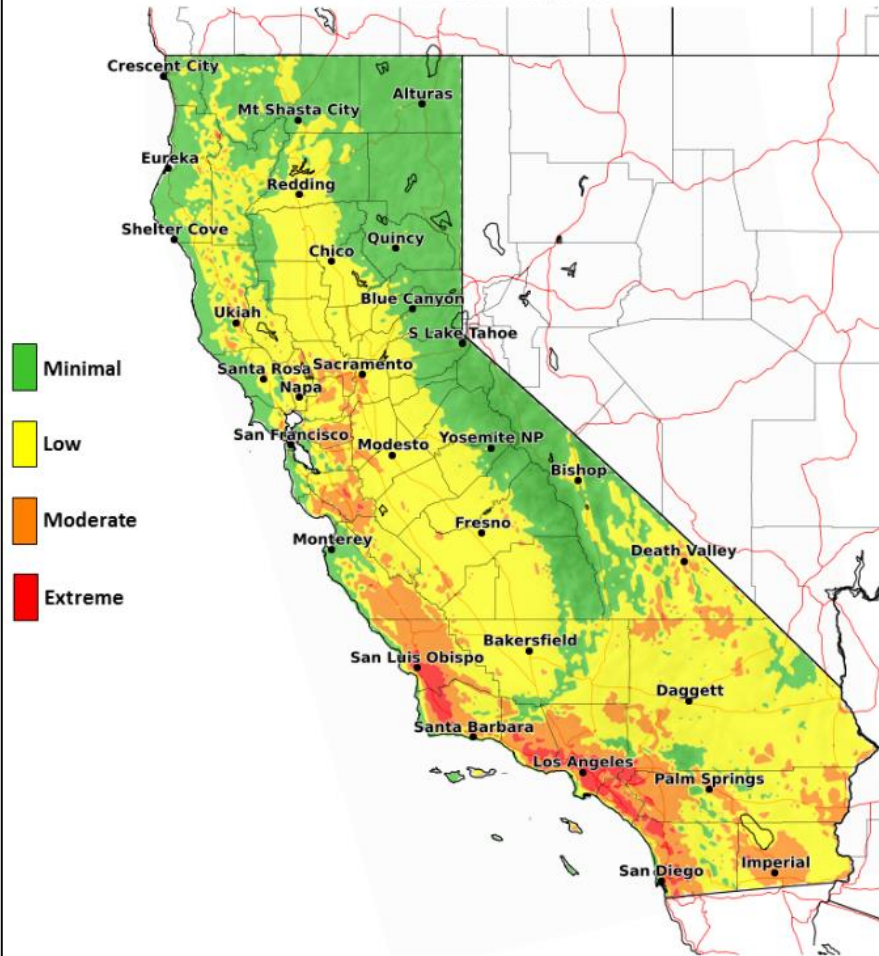 Crescent City
Alturas
Mt Shasta City
Eureka
Redding
Shelter Cove
Quincy
Chico
Blue Canyon
Ukiah
S Lake Tahoe
Minimal
Santa Rosa
Sacramento
Napa
San Francisco
Yosemite NP
Low
Modesto
Bishop
Moderate
Fresno
Monterey
Death Valley
Extreme
Bakersfield
San Luis Obispo
Daggett
Santa Barbara
Los Angeles
Palm Springs
San Diego
Imperial